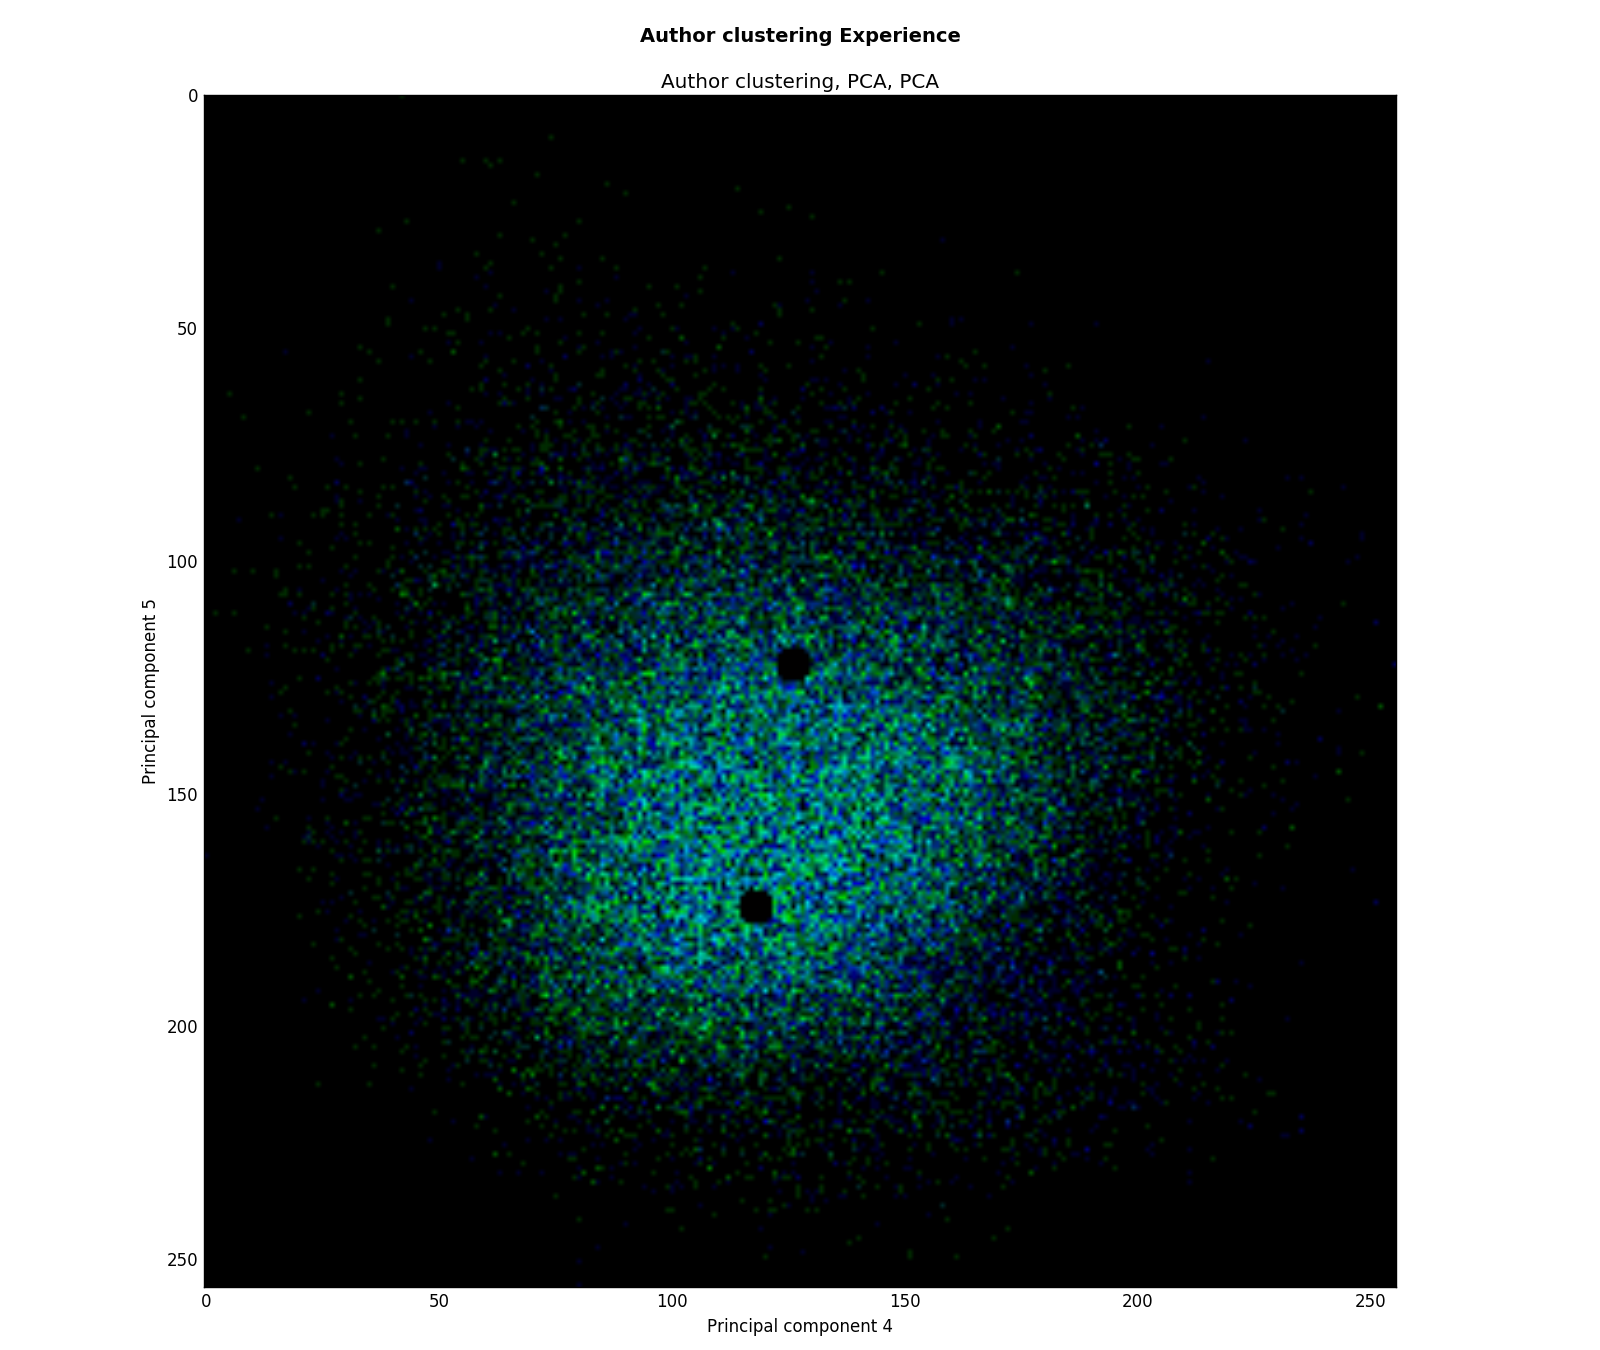 Author clustering Experience
Author clustering, PCA, PCA
0
50
100
150
200
250
Principal component 5
0 50 100 150 200 250
Principal component 4